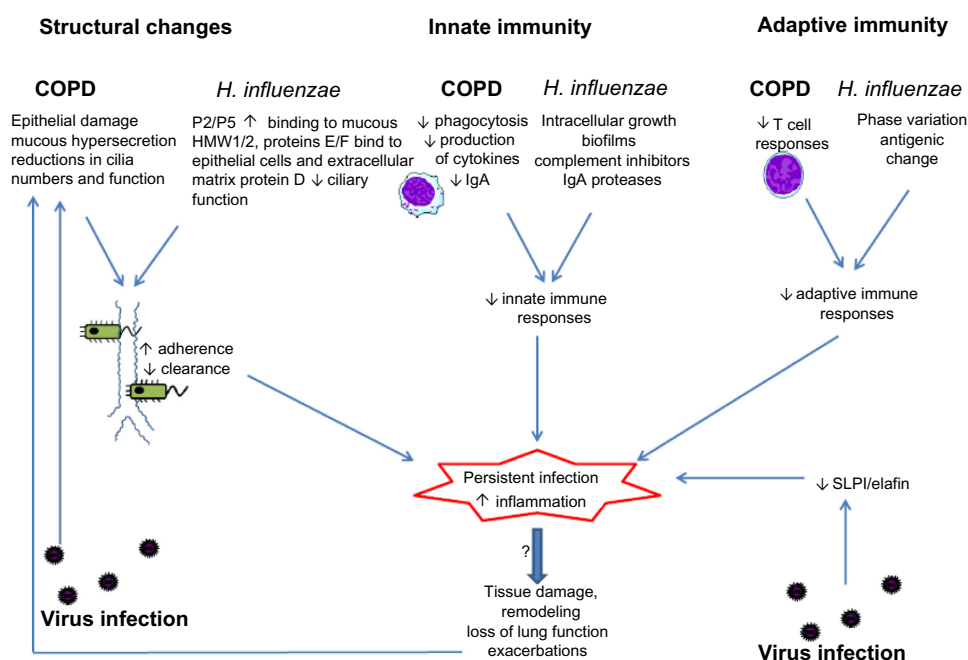 Structural changes
Innate immunity
Adaptive immunity
COPD
H. influenzae
Epithelial damage
mucous hypersecretion
reductions in cilia
numbers and function
P2/P5 ↑ binding to mucous
HMW1/2, proteins E/F bind to
epithelial cells and extracellular
matrix protein D ↓ ciliary
function
COPD
H. influenzae
↓ phagocytosis
↓ production
of cytokines
↓ IgA
Intracellular growth
biofilms
complement inhibitors
IgA proteases
COPD
H. influenzae
↓ T cell
responses
Phase variation
antigenic
change
↑ adherence
↓ clearance
↓ innate immune
responses
↓ adaptive immune
responses
Persistent infection
↑ inflammation
↓ SLPI/elafin
?
Tissue damage,
remodeling
loss of lung function
exacerbations
Virus infection
Virus infection